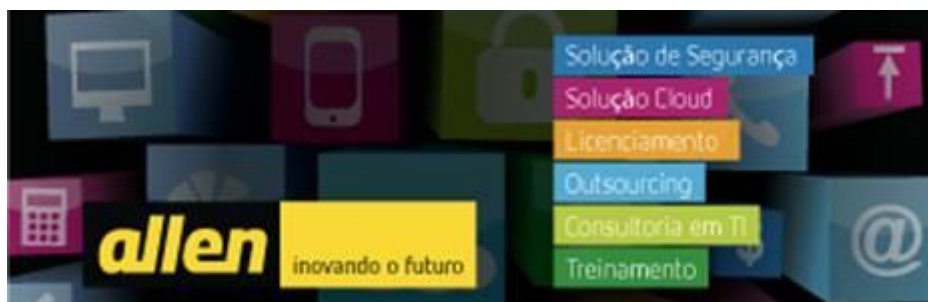 Solução de Segurança
Solução Cloud
Licenciamento
Outsourcing
Consultoria em TI
Treinamento
allen
inovando o futuro
@